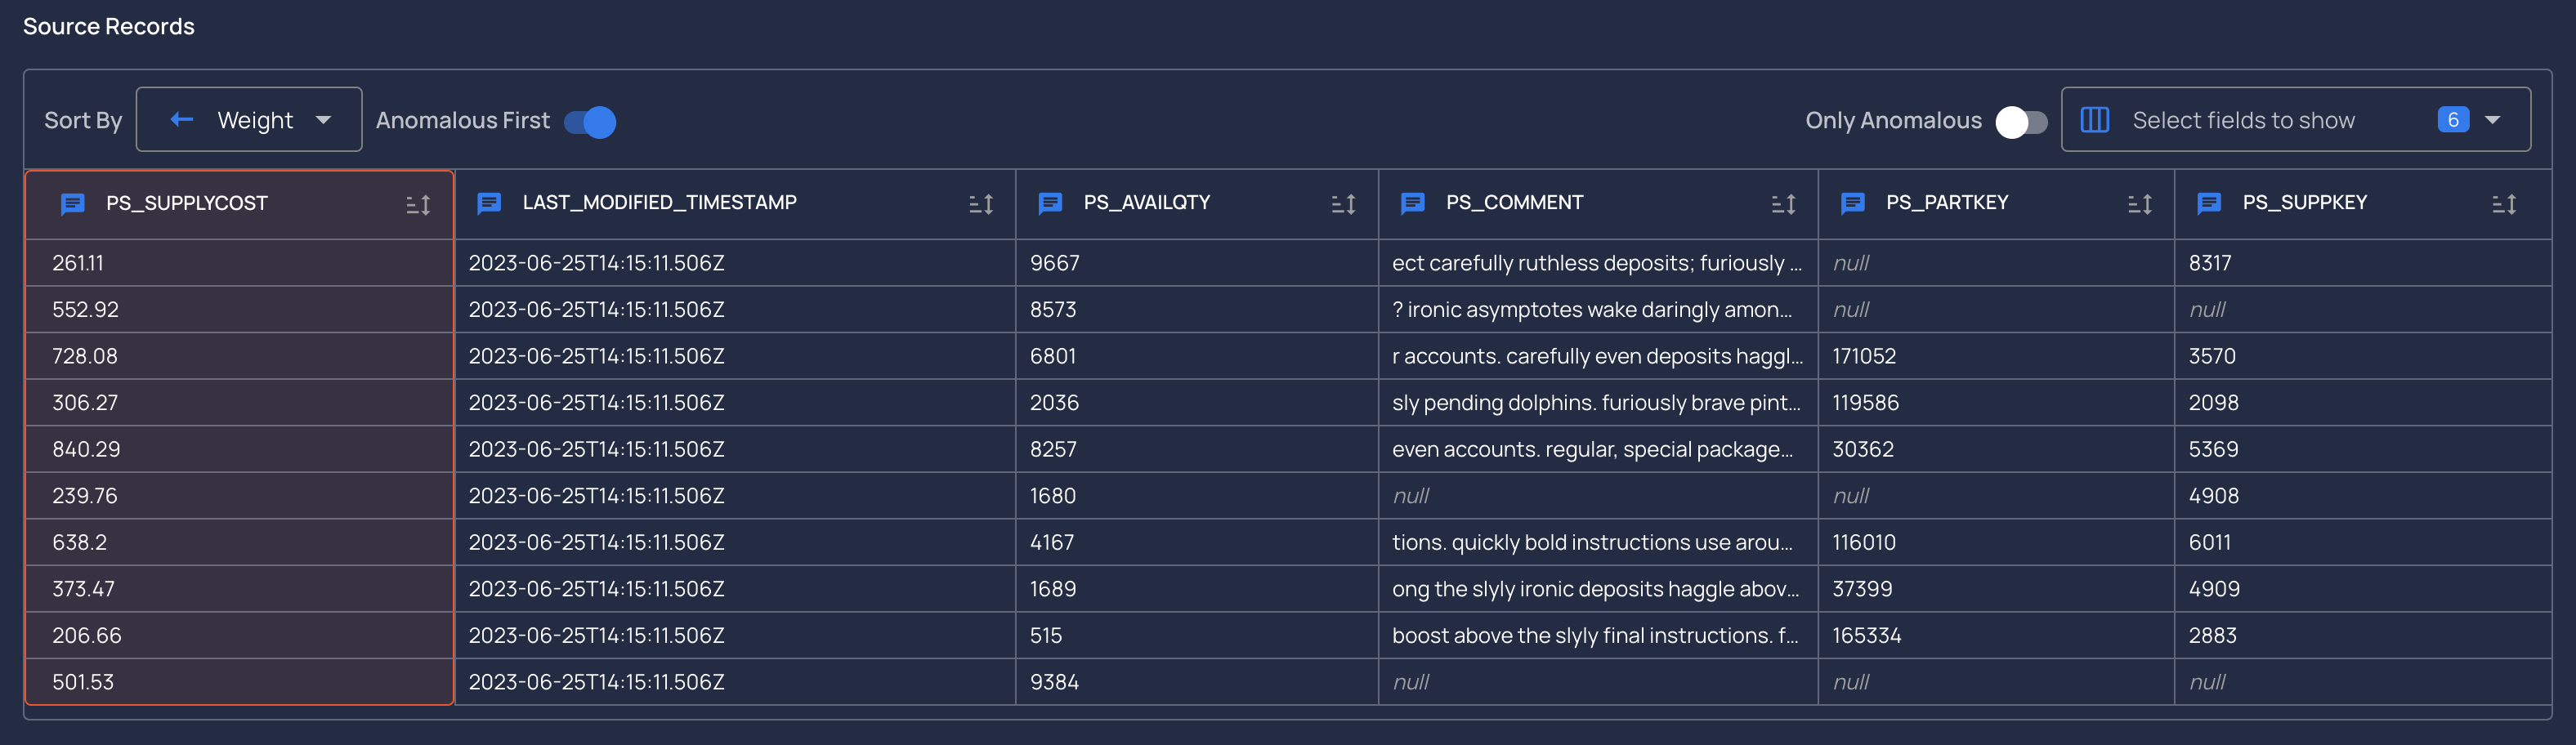 Source Records
Sort By Weight Anomalous First Only Anomalous Select fields to show 6
PS_SUPPLYCOST LAST_MODIFIED_TIMESTAMP PS_AVAILQTY PS_COMMENT PS_PARTKEY PS_SUPPKEY
261.11 2023-06-25T14:15:11.506Z 9667 ect carefully ruthless deposits; furiously ... null 8317
552.92 2023-06-25T14:15:11.506Z 8573 ? ironic asymptotes wake daringly amon... null null
728.08 2023-06-25T14:15:11.506Z 6801 r accounts. carefully even deposits haggl... 171052 3570
306.27 2023-06-25T14:15:11.506Z 2036 sly pending dolphins. furiously brave pint... 119586 2098
840.29 2023-06-25T14:15:11.506Z 8257 even accounts. regular, special package... 30362 5369
239.76 2023-06-25T14:15:11.506Z 1680 null null 4908
638.2 2023-06-25T14:15:11.506Z 4167 tions. quickly bold instructions use arou... 116010 6011
373.47 2023-06-25T14:15:11.506Z 1689 ong the slyly ironic deposits haggle abov... 37399 4909
206.66 2023-06-25T14:15:11.506Z 515 boost above the slyly final instructions. f... 165334 2883
501.53 2023-06-25T14:15:11.506Z 9384 null null null